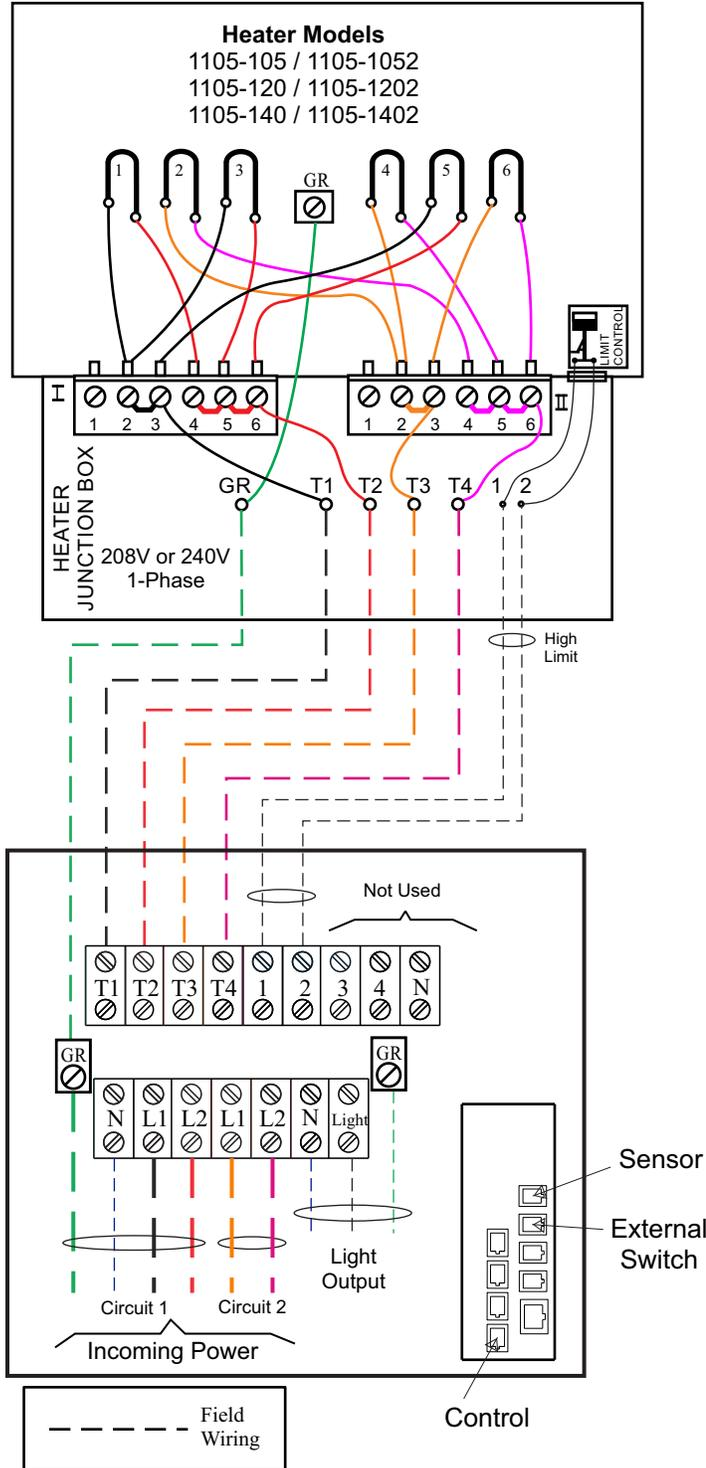 Heater Models
1105-105 / 1105-1052
1105-120 / 1105-1202
1105-140 / 1105-1402
1 2 3 GR 4 5 6
LIMIT
CONTROL
I
II
1 2 3 4 5 6
1 2 3 4 5 6
GR T1 T2 T3 T4 1 2
HEATER
JUNCTION BOX
208V or 240V
1-Phase
High
Limit
Not Used
T1 T2 T3 T4 1 2 3 4 N
GR
GR
N L1 L2 L1 L2 N Light
Sensor
External
Switch
Light
Output
Circuit 1
Circuit 2
Incoming Power
Control
Field
Wiring